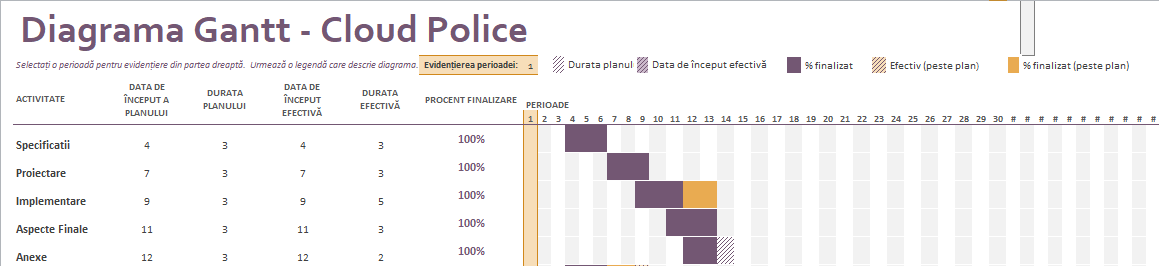 Diagrama Gantt - Cloud Police
Selectați o perioadă pentru evidențiere din partea dreaptă. Urmează o legendă care descrie diagrama. Evidențierea perioadei: 1 Durata planul Data de început efectivă % finalizat Efectiv (peste plan) % finalizat (peste plan)
ACTIVITATE DATA DE ÎNCEPUT A PLANULUI DURATA PLANULUI DATA DE ÎNCEPUT EFECTIVĂ DURATA EFECTIVĂ PROCENT FINALIZARE PERIOADE
1 2 3 4 5 6 7 8 9 10 11 12 13 14 15 16 17 18 19 20 21 22 23 24 25 26 27 28 29 30 # # # # # # # # # # #
Specificatii 4 3 4 3 100%
Proiectare 7 3 7 3 100%
Implementare 9 3 9 5 100%
Aspecte Finale 11 3 11 3 100%
Anexe 12 3 12 2 100%